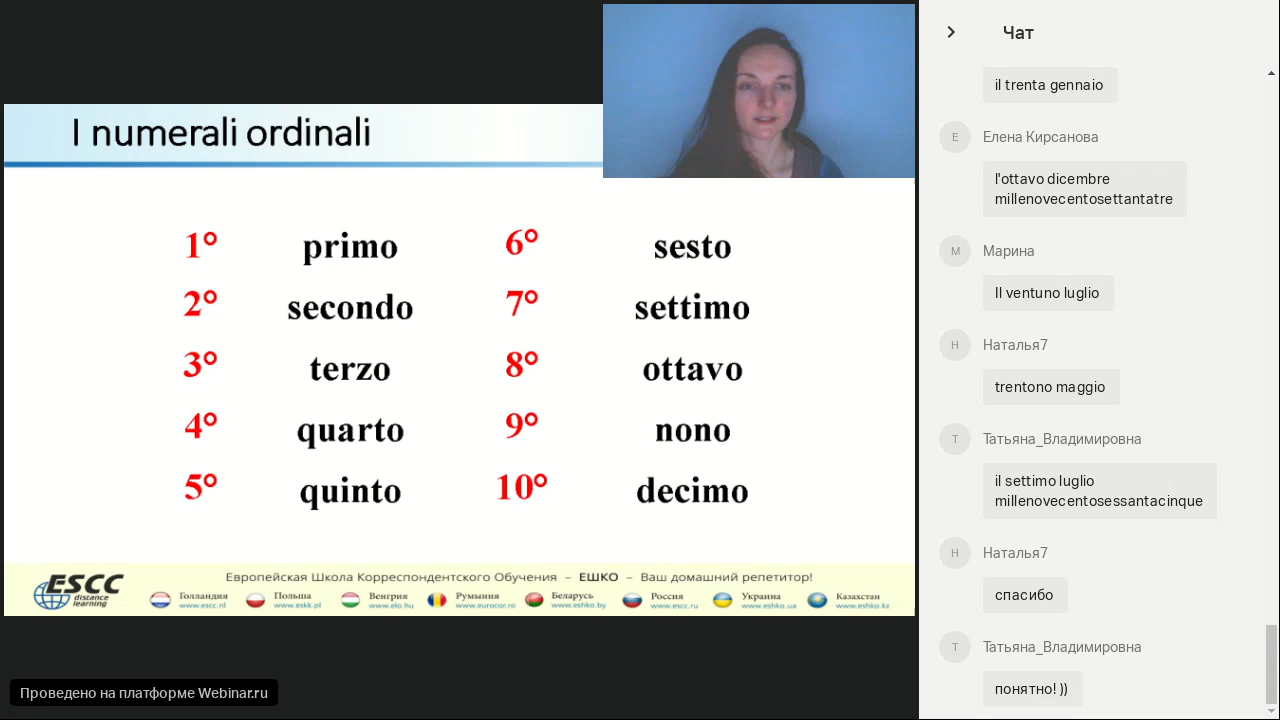 I numerali ordinali
1° primo 6° sesto
2° secondo 7° settimo
3° terzo 8° ottavo
4° quarto 9° nono
5° quinto 10° decimo
ESCC
distance
learning
Европейская Школа Корреспондентского Обучения – ЕШКО – Ваш домашний репетитор!
Голландия Польша Венгрия Румыния Беларусь Россия Украина Казахстан
www.escc.nl www.eskk.pl www.elo.hu www.eurocor.ro www.eshko.by www.escc.ru www.eshko.ua www.eshko.kz
Проведено на платформе Webinar.ru
Чат
il trenta gennaio
Е Елена Кирсанова
l'ottavo dicembre
millenovecentosettantatre
М Марина
Il ventuno luglio
Н Наталья7
trentono maggio
Т Татьяна_Владимировна
il settimo luglio
millenovecentosessantacinque
Н Наталья7
спасибо
Т Татьяна_Владимировна
понятно! ))